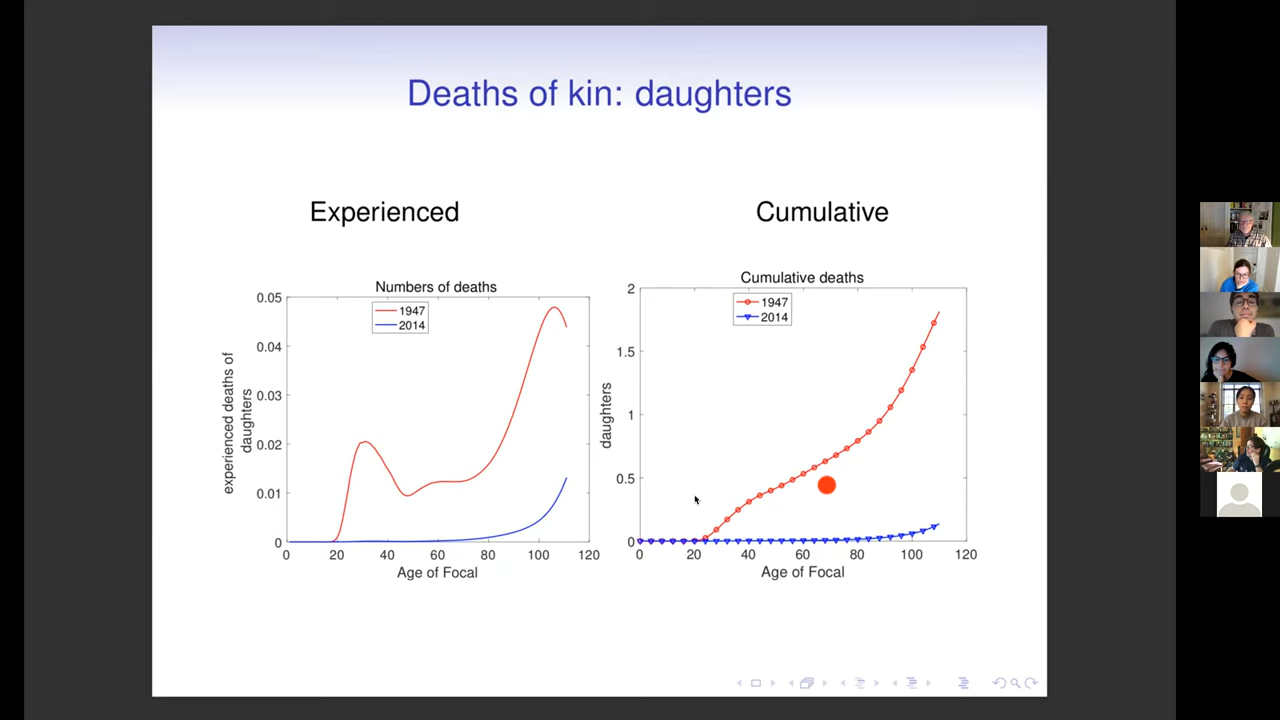 Deaths of kin: daughters
Experienced
Cumulative
Numbers of deaths
1947
2014
0.05
0.04
0.03
0.02
0.01
0
0 20 40 60 80 100 120
experienced deaths of
daughters
Age of Focal
Cumulative deaths
1947
2014
2
1.5
1
0.5
0
0 20 40 60 80 100 120
daughters
Age of Focal